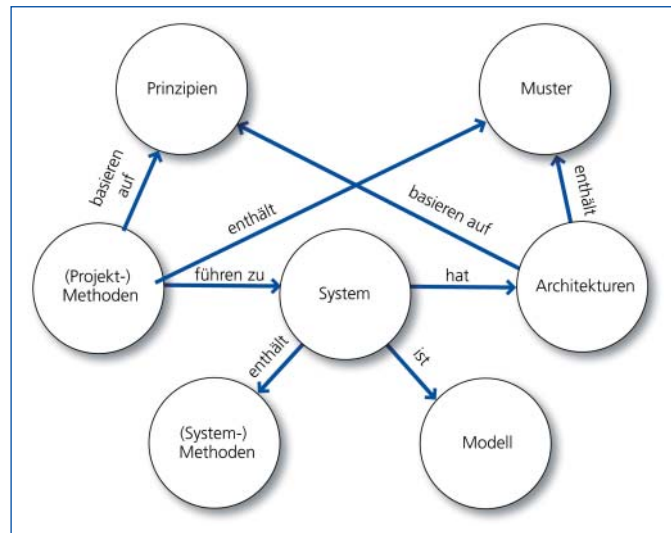 Prinzipien
Muster
basieren
auf
enthält
basieren auf
enthält
(Projekt-)
Methoden
führen zu
System
hat
Architekturen
enthält
ist
(System-)
Methoden
Modell